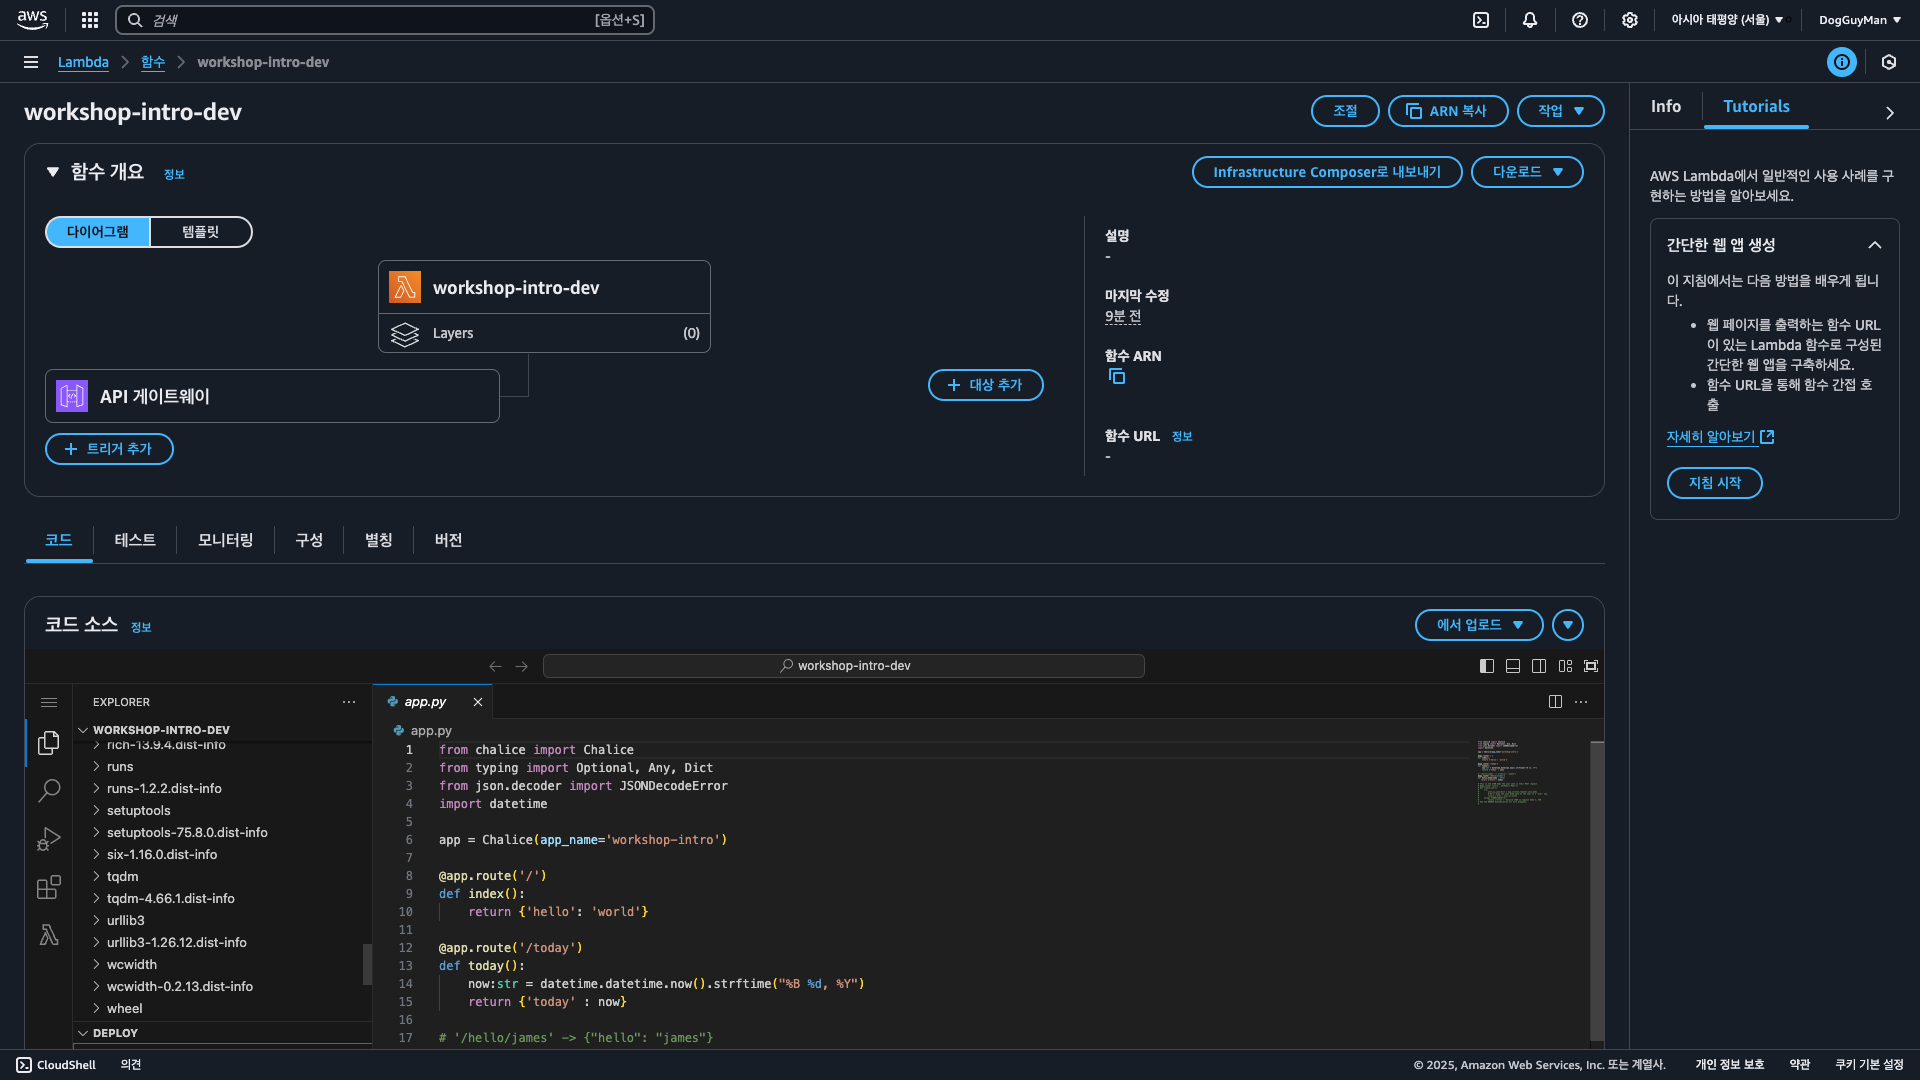 aws
검색
[옵션+S]
아시아 태평양 (서울) ▼
DogGuyMan ▼
Lambda
함수
workshop-intro-dev
workshop-intro-dev
조절
ARN 복사
작업 ▼
Info
Tutorials
▼ 함수 개요 정보
Infrastructure Composer로 내보내기
다운로드 ▼
다이어그램
템플릿
workshop-intro-dev
Layers
(0)
API 게이트웨이
+ 대상 추가
+ 트리거 추가
설명
-
마지막 수정
9분 전
함수 ARN
함수 URL 정보
-
AWS Lambda에서 일반적인 사용 사례를 구
현하는 방법을 알아보세요.
간단한 웹 앱 생성
이 지침에서는 다음 방법을 배우게 됩니
다.
• 웹 페이지를 출력하는 함수 URL
이 있는 Lambda 함수로 구성된
간단한 웹 앱을 구축하세요.
• 함수 URL을 통해 함수 간접 호
출
자세히 알아보기
지침 시작
코드
테스트
모니터링
구성
별칭
버전
코드 소스 정보
에서 업로드 ▼
▼
workshop-intro-dev
EXPLORER
WORKSHOP-INTRO-DEV
rich-13.9.4.dist-info
runs
runs-1.2.2.dist-info
setuptools
setuptools-75.8.0.dist-info
six-1.16.0.dist-info
tqdm
tqdm-4.66.1.dist-info
urllib3
urllib3-1.26.12.dist-info
wcwidth
wcwidth-0.2.13.dist-info
wheel
DEPLOY
app.py
app.py
1 from chalice import Chalice
2 from typing import Optional, Any, Dict
3 from json.decoder import JSONDecodeError
4 import datetime
5
6 app = Chalice(app_name='workshop-intro')
7
8 @app.route('/')
9 def index():
10 return {'hello': 'world'}
11
12 @app.route('/today')
13 def today():
14 now:str = datetime.datetime.now().strftime("%B %d, %Y")
15 return {'today' : now}
16
17 # '/hello/james' -> {"hello": "james"}
CloudShell
의견
© 2025, Amazon Web Services, Inc. 또는 계열사.
개인 정보 보호
약관
쿠키 기본 설정